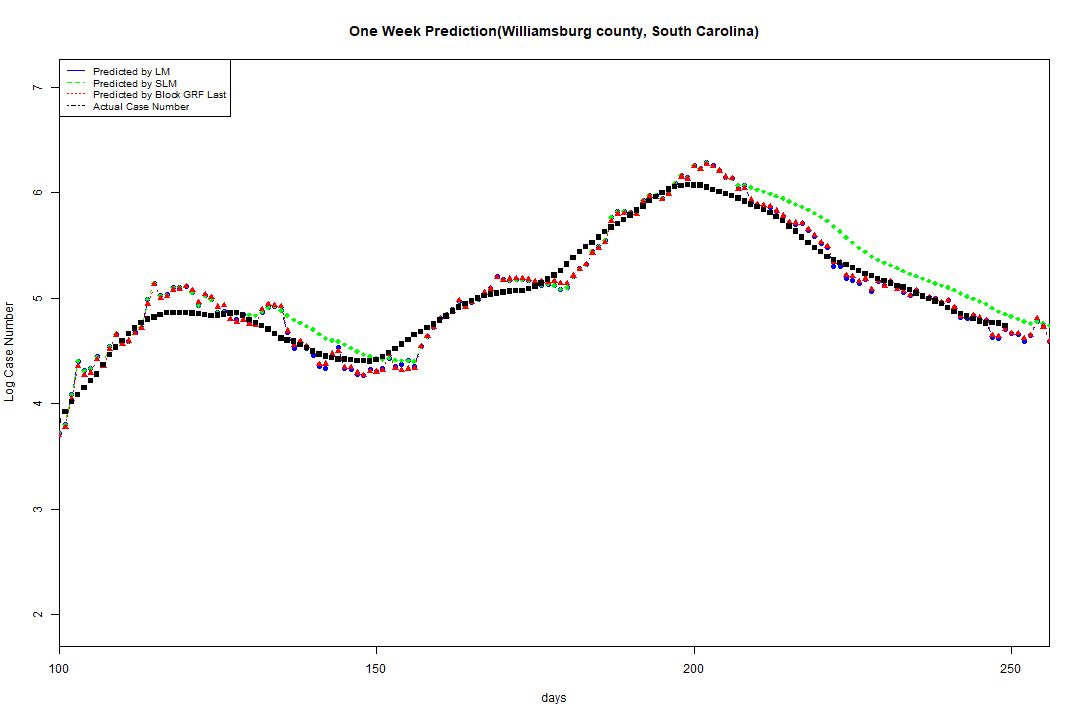 One Week Prediction(Williamsburg county, South Carolina)
Predicted by LM
Predicted by SLM
Predicted by Block GRF Last
Actual Case Number
7
6
5
4
3
2
Log Case Number
100
150
200
250
days